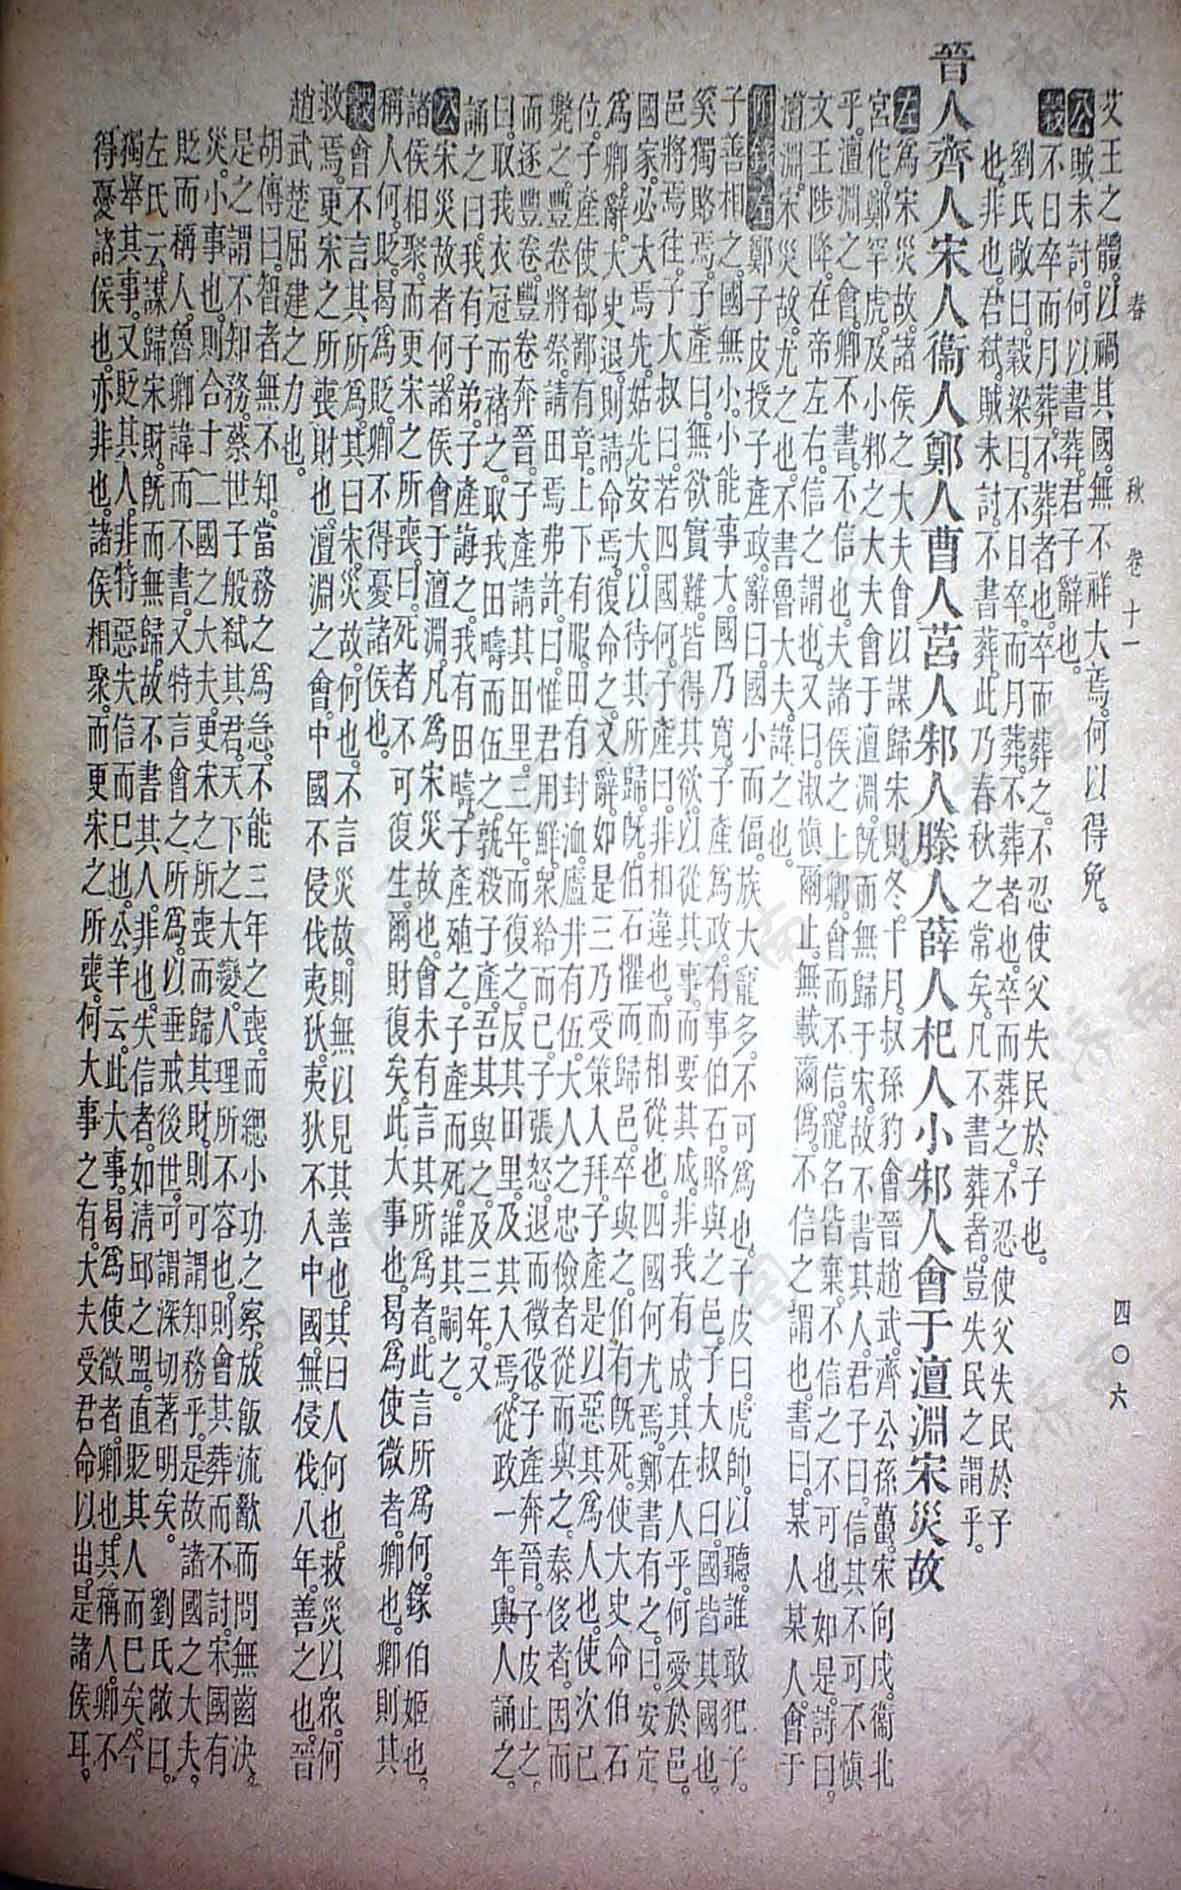 春 秋 卷十一 四〇六
艾王之體。以禍其國。無不祥大焉。何以得免。
公賊未討。何以書葬。君子辭也。
穀不日卒而月葬。不葬者也。卒而葬之。不忍使父失民於子也。
劉氏敞曰。穀梁曰。不日卒。而月葬。不葬者也。卒而葬之。不忍使父失民於子
也。非也。君弑。賊未討。不書葬。此乃春秋之常矣。凡不書葬者。豈失民之謂乎。
晉人齊人宋人衞人鄭人曹人莒人邾人滕人薛人杞人小邾人會于澶淵宋災故
左爲宋災故。諸侯之大夫會以謀歸宋財。冬。十月。叔孫豹會晉趙武。齊公孫蠆。宋向戌。衞北
宮佗。鄭罕虎。及小邾之大夫。會于澶淵。既而無歸于宋。故不書其人。君子曰。信其不可不愼
乎。澶淵之會。卿不書。不信也。夫諸侯之上卿。會而不信。寵名皆棄。不信之不可也如是。詩曰。
文王陟降。在帝左右。信之謂也。又曰。淑愼爾止。無載爾僞。不信之謂也。書曰。某人某人會于
澶淵。宋災故。尤之也。不書魯大夫。諱之也。
附錄左鄭子皮授子產政。辭曰。國小而偪。族大寵多。不可爲也。子皮曰。虎帥以聽。誰敢犯子。
子善相之。國無小。小能事大。國乃寬。子產爲政。有事伯石。賂與之邑。子大叔曰。國皆其國也。
奚獨賂焉。子產曰。無欲實難。皆得其欲。以從其事。而要其成。非我有成。其在人乎。何愛於邑。
邑將焉往。子大叔曰。若四國何。子產曰。非相違也。而相從也。四國何尤焉。鄭書有之曰。安定
國家。必大焉先。姑先安大。以待其所歸。既。伯石懼而歸邑。卒與之。伯有既死。使大史命伯石
爲卿。辭。大史退。則請命焉。復命之。又辭。如是三。乃受策入拜。子產是以惡其爲人也。使次己
位。子產使都鄙有章。上下有服。田有封洫。廬井有伍。大人之忠儉者。從而與之。泰侈者。因而
斃之。豐卷將祭。請田焉。弗許。曰。惟君用鮮。衆給而已。子張怒。退而徵役。子產奔晉。子皮止之。
而逐豐卷。豐卷奔晉。子產請其田里。三年而復之。反其田里。及其入焉。從政一年。輿人誦之。
曰。取我衣冠而褚之。取我田疇而伍之。孰殺子產。吾其與之。及三年。又
誦之曰。我有子弟。子產誨之。我有田疇。子產殖之。子產而死。誰其嗣之。
公宋災故者何。諸侯會于澶淵。凡爲宋災故也。會未有言其所爲者。此言所爲何。錄伯姬也。
諸侯相聚。而更宋之所喪。曰。死者不可復生。爾財復矣。此大事也。曷爲使微者。卿也。卿則其
稱人何。貶。曷爲貶。卿不得憂諸侯也。
穀會不言其所爲。其曰宋災故。何也。不言災故。則無以見其善也。其曰人。何也。救災以衆。何
救焉。更宋之所喪財也。澶淵之會。中國不侵伐夷狄。夷狄不入中國。無侵伐八年。善之也。晉
趙武楚屈建之力也。
胡傳曰。智者無不知。當務之爲急。不能三年之喪。而緦小功之察。放飯流歠而問無齒決。
是之謂不知務。蔡世子般弑其君。天下之大變。人理所不容也。則會其葬而不討。宋國有
災。小事也。則合十二國之大夫。更宋之所喪。而歸其財。則可謂知務乎。是故諸國之大夫。
貶而稱人。魯卿諱而不書。又特言會之所爲。以垂戒後世。可謂深切著明矣。　劉氏敞曰。
左氏云。謀歸宋財。既而無歸。故不書其人。非也。失信者。如淸邱之盟。直貶其人而已矣。今
獨舉其事。又貶其人。非特惡失信而已也。公羊云。此大事。曷爲使微者。卿也。其稱人。卿不
得憂諸侯也。亦非也。諸侯相聚。而更宋之所喪。何大事之有。大夫受君命以出。是諸侯耳。